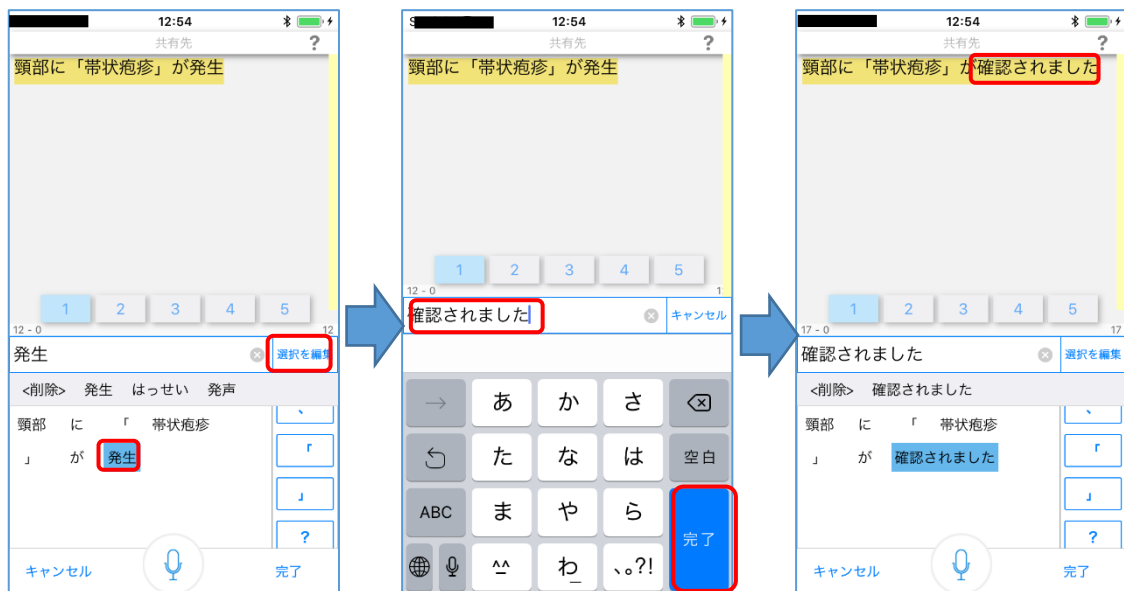 12:54
共有先
?
頸部に「帯状疱疹」が発生
1 2 3 4 5
12 - 0
12
発生
選択を編集
<削除> 発生 はっせい 発声
頸部 に 「 帯状疱疹
」 が 発生
、
「
」
?
キャンセル
完了
S
12:54
共有先
?
頸部に「帯状疱疹」が発生
1 2 3 4 5
12 - 0
1
確認されました
キャンセル
→ あ か さ
た な は 空白
ABC ま や ら
完了
^^ わ 、。?!
12:54
共有先
?
頸部に「帯状疱疹」が確認されました
1 2 3 4 5
17 - 0
17
確認されました
選択を編集
<削除> 確認されました
頸部 に 「 帯状疱疹
」 が 確認されました
、
「
」
?
キャンセル
完了